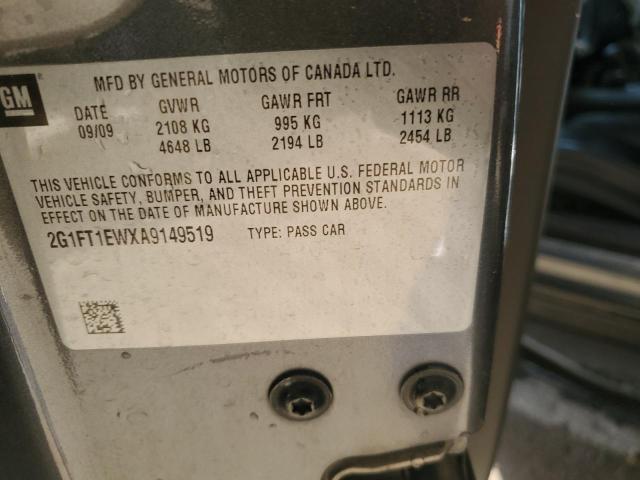 GM
MFD BY GENERAL MOTORS OF CANADA LTD.
DATE GVWR GAWR FRT GAWR RR
09/09 2108 KG 995 KG 1113 KG
4648 LB 2194 LB 2454 LB
THIS VEHICLE CONFORMS TO ALL APPLICABLE U.S. FEDERAL MOTOR
VEHICLE SAFETY, BUMPER, AND THEFT PREVENTION STANDARDS IN
EFFECT ON THE DATE OF MANUFACTURE SHOWN ABOVE.
2G1FT1EWXA9149519 TYPE: PASS CAR